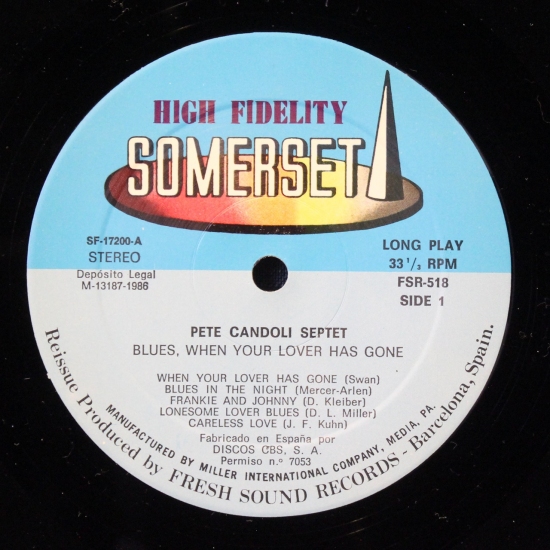 HIGH FIDELITY
SOMERSET
SF-17200-A
STEREO
Depósito Legal
M-13187-1986
LONG PLAY
33 1/3 RPM
FSR-518
SIDE 1
PETE CANDOLI SEPTET
BLUES, WHEN YOUR LOVER HAS GONE
WHEN YOUR LOVER HAS GONE (Swan)
BLUES IN THE NIGHT (Mercer-Arlen)
FRANKIE AND JOHNNY (D. Kleiber)
LONESOME LOVER BLUES (D. L. Miller)
CARELESS LOVE (J. F. Kuhn)
Fabricado en España por
DISCOS CBS, S. A.
Permiso n.º 7053
MANUFACTURED BY MILLER INTERNATIONAL COMPANY, MEDIA, PA.
Reissue Produced by FRESH SOUND RECORDS - Barcelona, Spain.